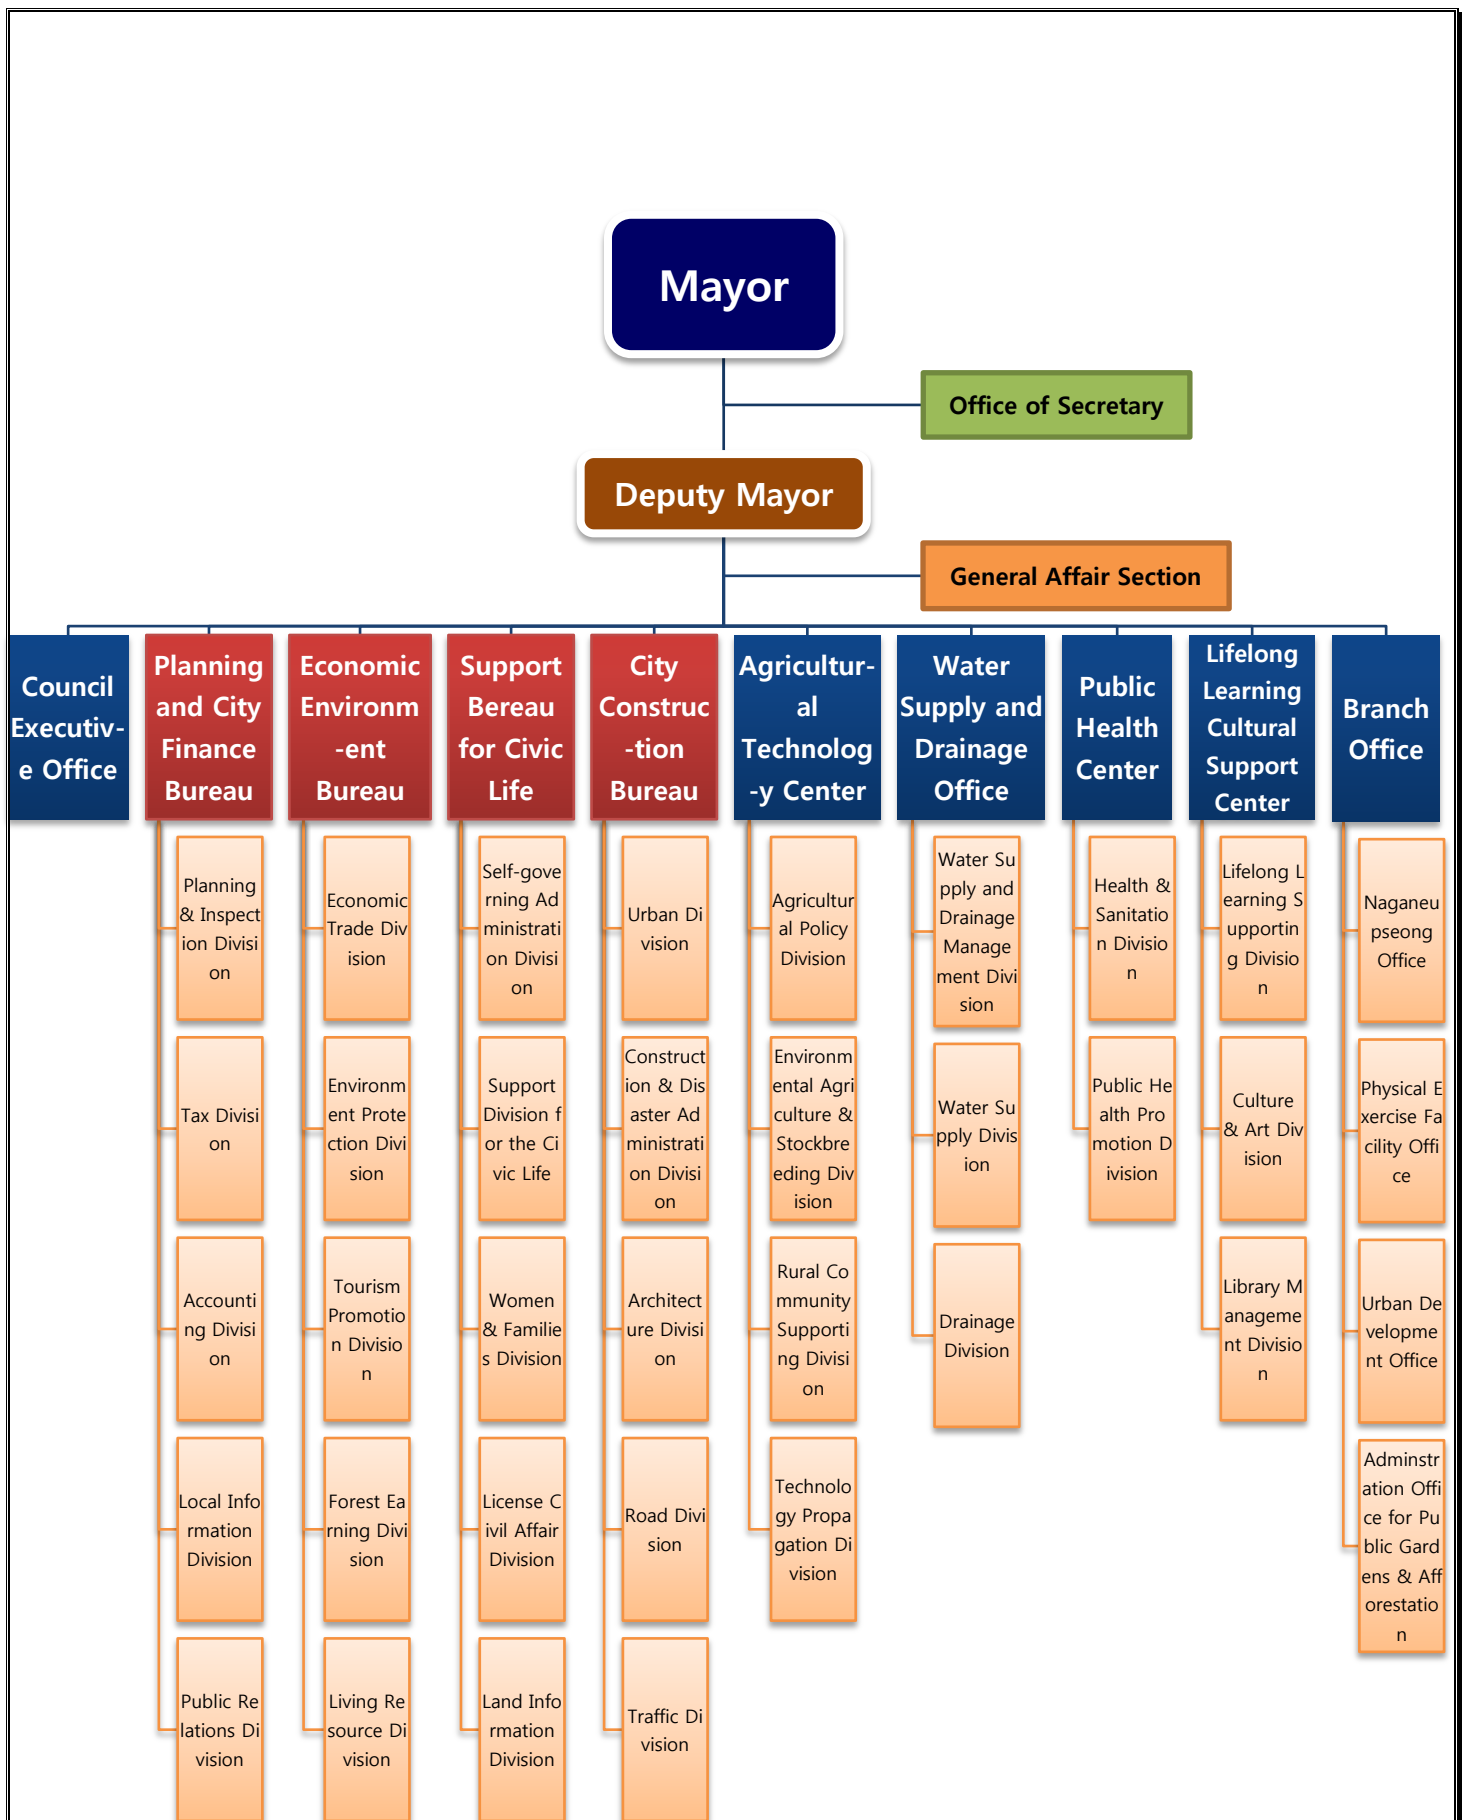 Mayor
Office of Secretary
Deputy Mayor
General Affair Section
Council
Executiv-
e Office
Planning
and City
Finance
Bureau
Economic
Environm
-ent
Bureau
Support
Bereau
for Civic
Life
City
Construc
-tion
Bureau
Agricultur-
al
Technolog
-y Center
Water
Supply and
Drainage
Office
Public
Health
Center
Lifelong
Learning
Cultural
Support
Center
Branch
Office
Planning
& Inspect
ion Divisi
on
Tax Divisi
on
Accounti
ng Divisi
on
Local Info
rmation
Division
Public Re
lations Di
vision
Economic
Trade Div
ision
Environm
ent Prote
ction Divi
sion
Tourism
Promotio
n Divisio
n
Forest Ea
rning Divi
sion
Living Re
source Di
vision
Self-gove
rning Ad
ministrati
on Divisi
on
Support
Division f
or the Ci
vic Life
Women
& Familie
s Division
License C
ivil Affair
Division
Land Info
rmation
Division
Urban Di
vision
Construct
ion & Dis
aster Ad
ministrati
on Divisi
on
Architect
ure Divisi
on
Road Divi
sion
Traffic Di
vision
Agricultur
al Policy
Division
Environm
ental Agri
culture &
Stockbre
eding Div
ision
Rural Co
mmunity
Supporti
ng Divisi
on
Technolo
gy Propa
gation Di
vision
Water Su
pply and
Drainage
Manage
ment Divi
sion
Water Su
pply Divis
ion
Drainage
Division
Health &
Sanitatio
n Divisio
n
Public He
alth Pro
motion D
ivision
Lifelong L
earning S
upportin
g Divisio
n
Culture
& Art Div
ision
Library M
anageme
nt Divisio
n
Naganeu
pseong
Office
Physical E
xercise Fa
cility Offi
ce
Urban De
velopme
nt Office
Adminstr
ation Offi
ce for Pu
blic Gard
ens & Aff
orestatio
n